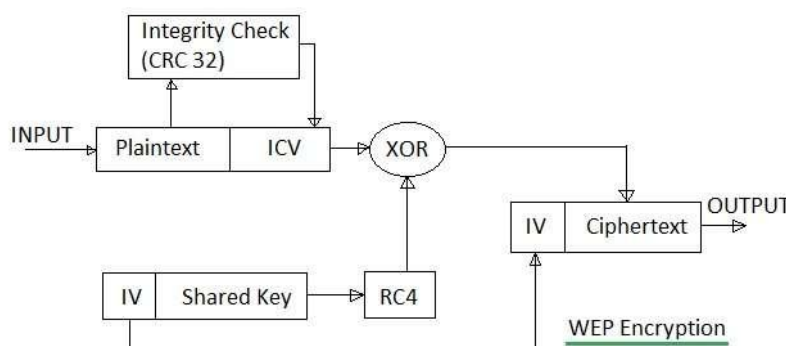 Integrity Check
(CRC 32)
INPUT
Plaintext
ICV
XOR
IV
Ciphertext
OUTPUT
IV
Shared Key
RC4
WEP Encryption